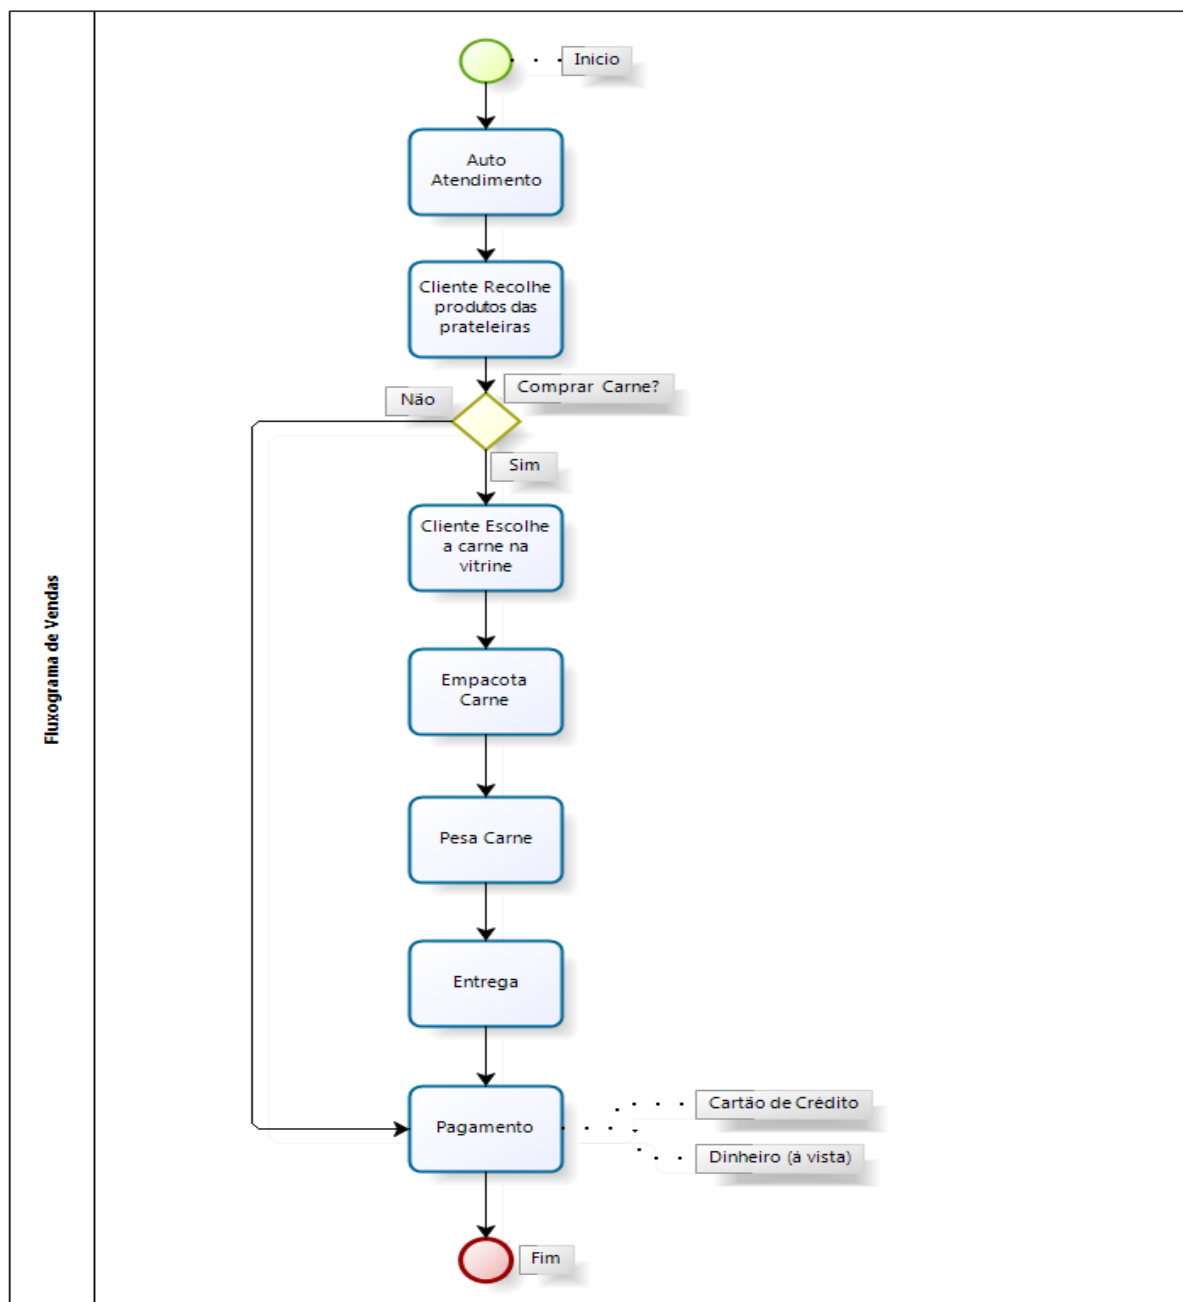 Fluxograma de Vendas
Inicio
Auto
Atendimento
Cliente Recolhe
produtos das
prateleiras
Comprar Carne?
Não
Sim
Cliente Escolhe
a carne na
vitrine
Empacota
Carne
Pesa Carne
Entrega
Pagamento
Cartão de Crédito
Dinheiro (á vista)
Fim